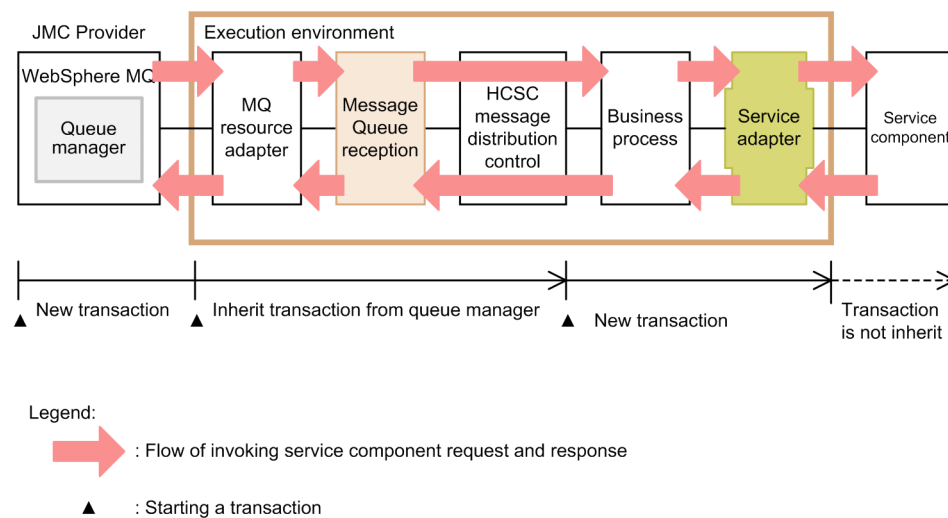 JMC Provider
Execution environment
WebSphere MQ
Queue
manager
MQ
resource
adapter
Message
Queue
reception
HCSC
message
distribution
control
Business
process
Service
adapter
Service
component
New transaction
Inherit transaction from queue manager
New transaction
Transaction
is not inherit
Legend:
: Flow of invoking service component request and response
▲ : Starting a transaction